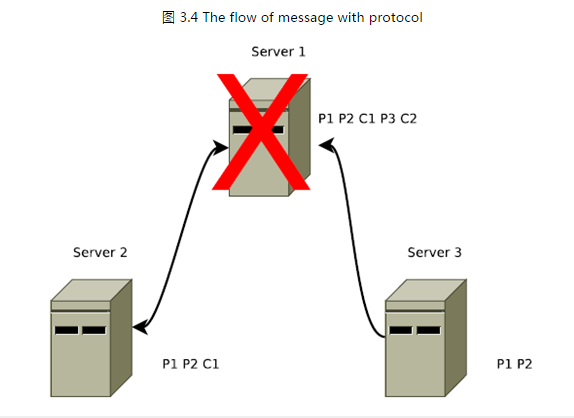 图 3.4 The flow of message with protocol
Server 1
P1 P2 C1 P3 C2
Server 2
Server 3
P1 P2 C1
P1 P2